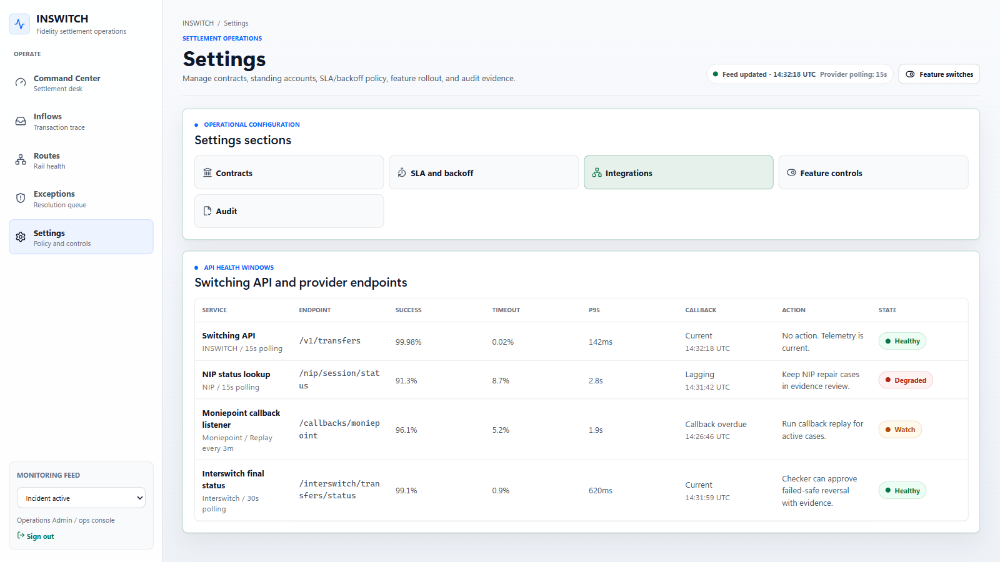 INSWITCH
Fidelity settlement operations
OPERATE
Command Center
Settlement desk
Inflows
Transaction trace
Routes
Rail health
Exceptions
Resolution queue
Settings
Policy and controls
MONITORING FEED
Incident active
Operations Admin / ops console
Sign out
INSWITCH / Settings
SETTLEMENT OPERATIONS
Settings
Manage contracts, standing accounts, SLA/backoff policy, feature rollout, and audit evidence.
Feed updated - 14:32:18 UTC Provider polling: 15s
Feature switches
OPERATIONAL CONFIGURATION
Settings sections
Contracts
SLA and backoff
Integrations
Feature controls
Audit
API HEALTH WINDOWS
Switching API and provider endpoints
SERVICE ENDPOINT SUCCESS TIMEOUT P95 CALLBACK ACTION STATE
Switching API
INSWITCH / 15s polling
/v1/transfers
99.98%
0.02%
142ms
Current
14:32:18 UTC
No action. Telemetry is
current.
Healthy
NIP status lookup
NIP / 15s polling
/nip/session/stat
us
91.3%
8.7%
2.8s
Lagging
14:31:42 UTC
Keep NIP repair cases
in evidence review.
Degraded
Moniepoint callback
listener
Moniepoint / Replay
every 3m
/callbacks/moniep
oint
96.1%
5.2%
1.9s
Callback overdue
14:26:46 UTC
Run callback replay for
active cases.
Watch
Interswitch final
status
Interswitch / 30s
polling
/interswitch/tran
sfers/status
99.1%
0.9%
620ms
Current
14:31:59 UTC
Checker can approve
failed-safe reversal
with evidence.
Healthy